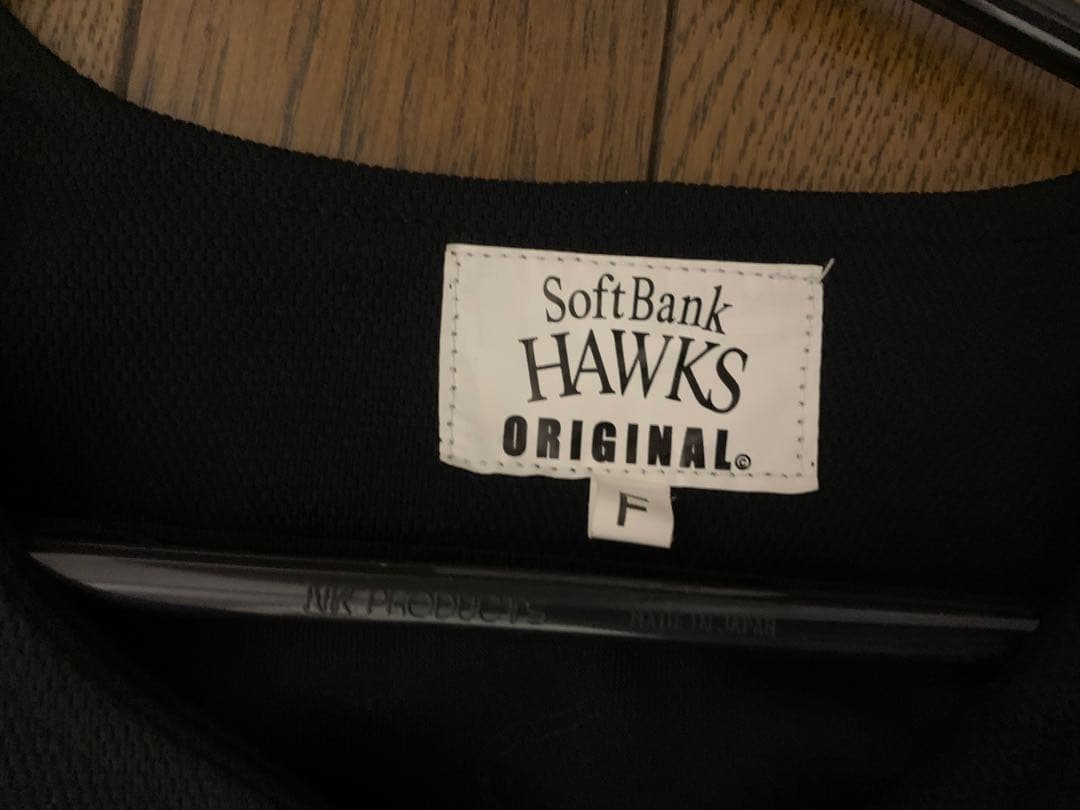 SoftBank
HAWKS
ORIGINAL©
F
NK PRODUCTS MADE IN JAPAN